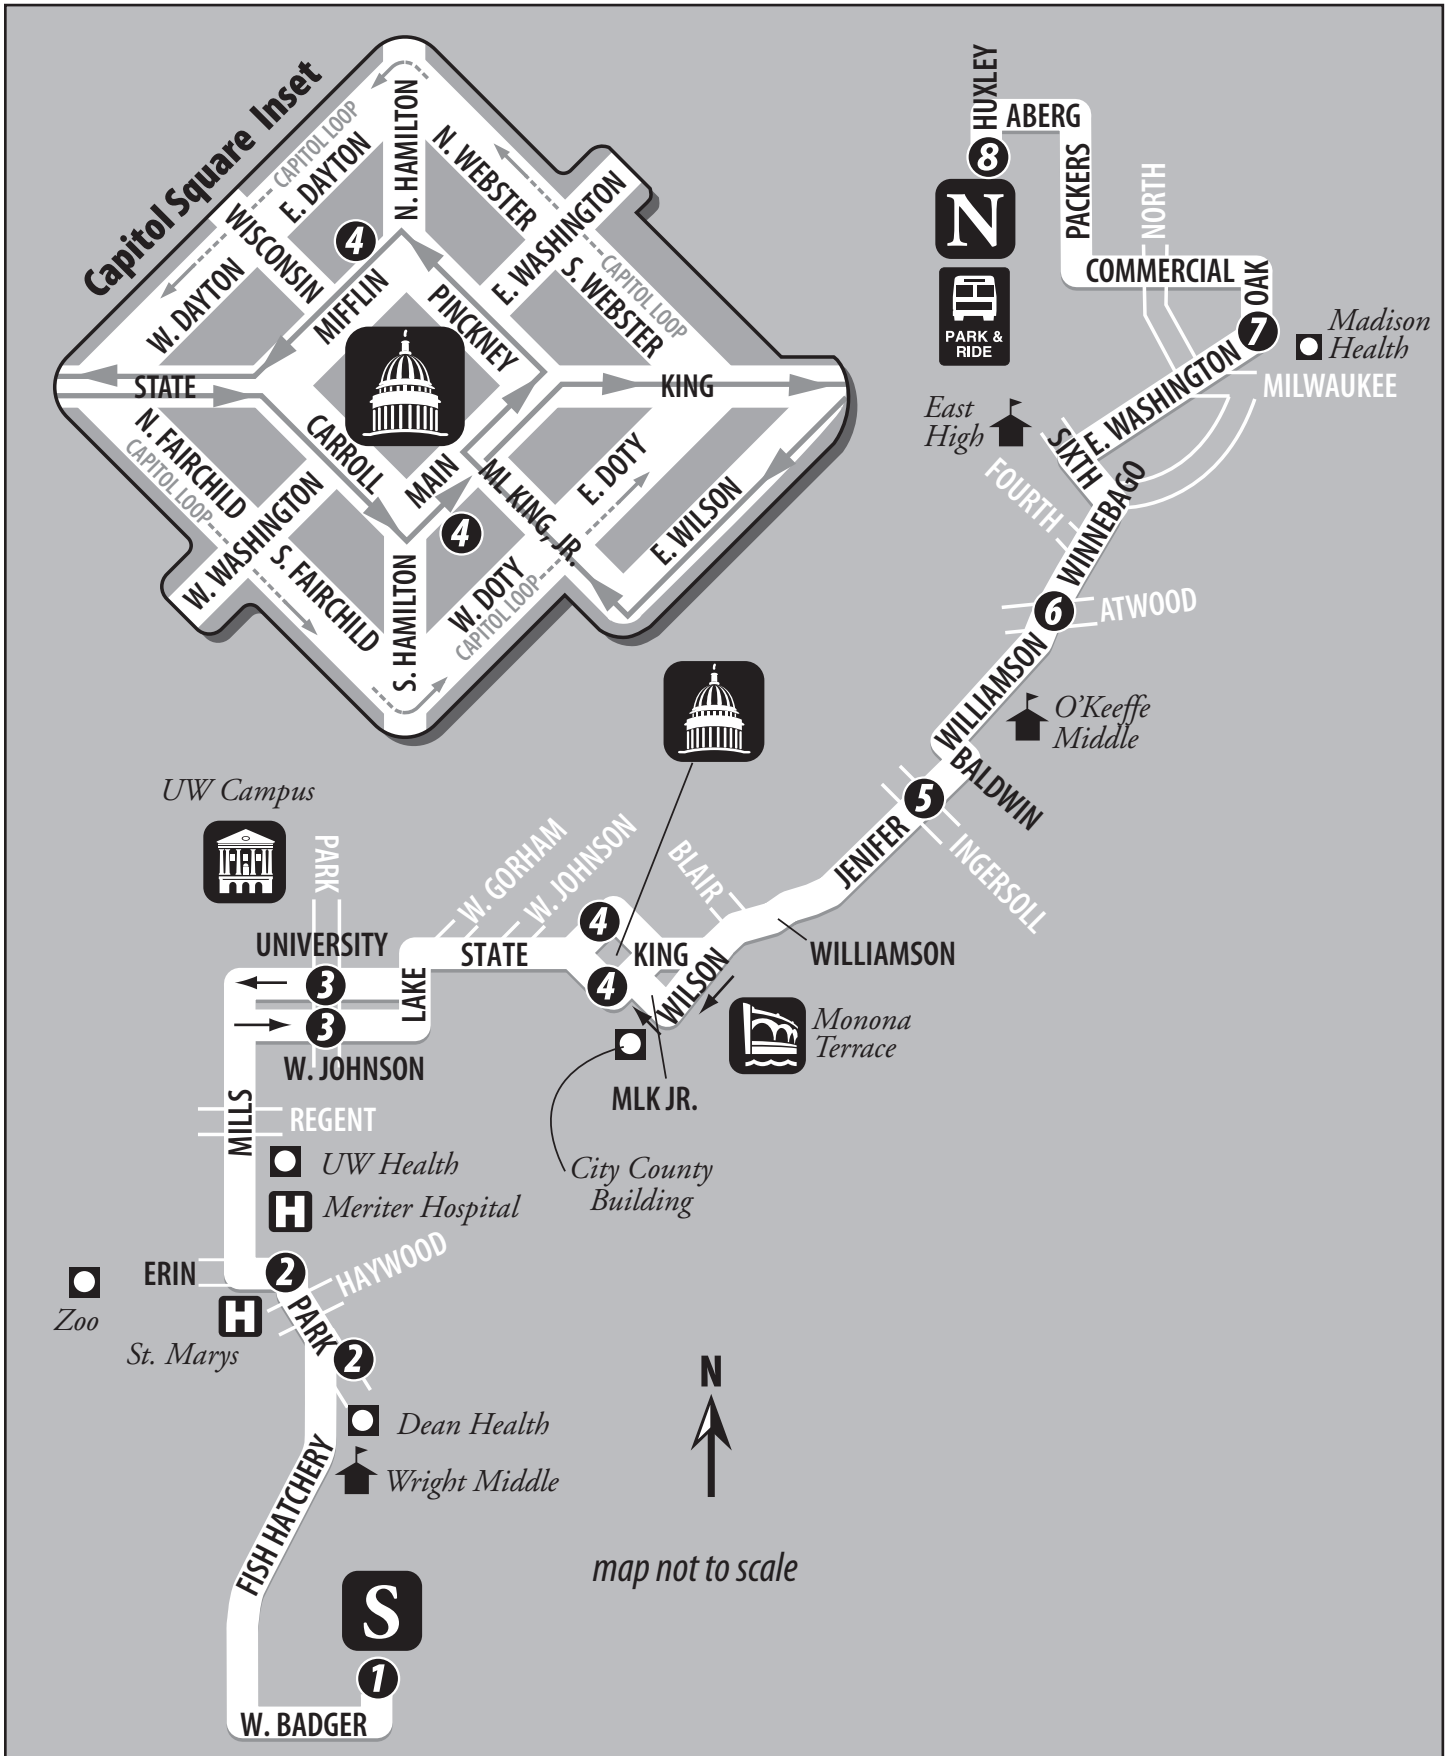 Capitol Square Inset
CAPITOL LOOP
E. DAYTON
N. HAMILTON
N. WEBSTER
E. WASHINGTON
WISCONSIN
4
W. DAYTON
MIFFLIN
PINCKNEY
CAPITOL LOOP
S. WEBSTER
STATE
KING
N. FAIRCHILD
CAPITOL LOOP
CARROLL
MAIN
4
ML KING, JR.
E. DOTY
E. WILSON
W. WASHINGTON
S. FAIRCHILD
S. HAMILTON
W. DOTY
CAPITOL LOOP
HUXLEY
ABERG
8
N
PARK &
RIDE
PACKERS
NORTH
COMMERCIAL
OAK
7
Madison
Health
E. WASHINGTON
MILWAUKEE
East
High
SIXTH
FOURTH
WINNEBAGO
6
ATWOOD
WILLIAMSON
O'Keeffe
Middle
BALDWIN
5
INGERSOLL
JENIFER
UW Campus
PARK
W. GORHAM
W. JOHNSON
BLAIR
UNIVERSITY
STATE
4
KING
WILLIAMSON
3
LAKE
4
WILSON
3
W. JOHNSON
Monona
Terrace
MLK JR.
MILLS
REGENT
UW Health
City County
Building
H
Meriter Hospital
ERIN
2
HAYWOOD
Zoo
H
St. Marys
PARK
2
N
Dean Health
Wright Middle
FISH HATCHERY
map not to scale
S
1
W. BADGER